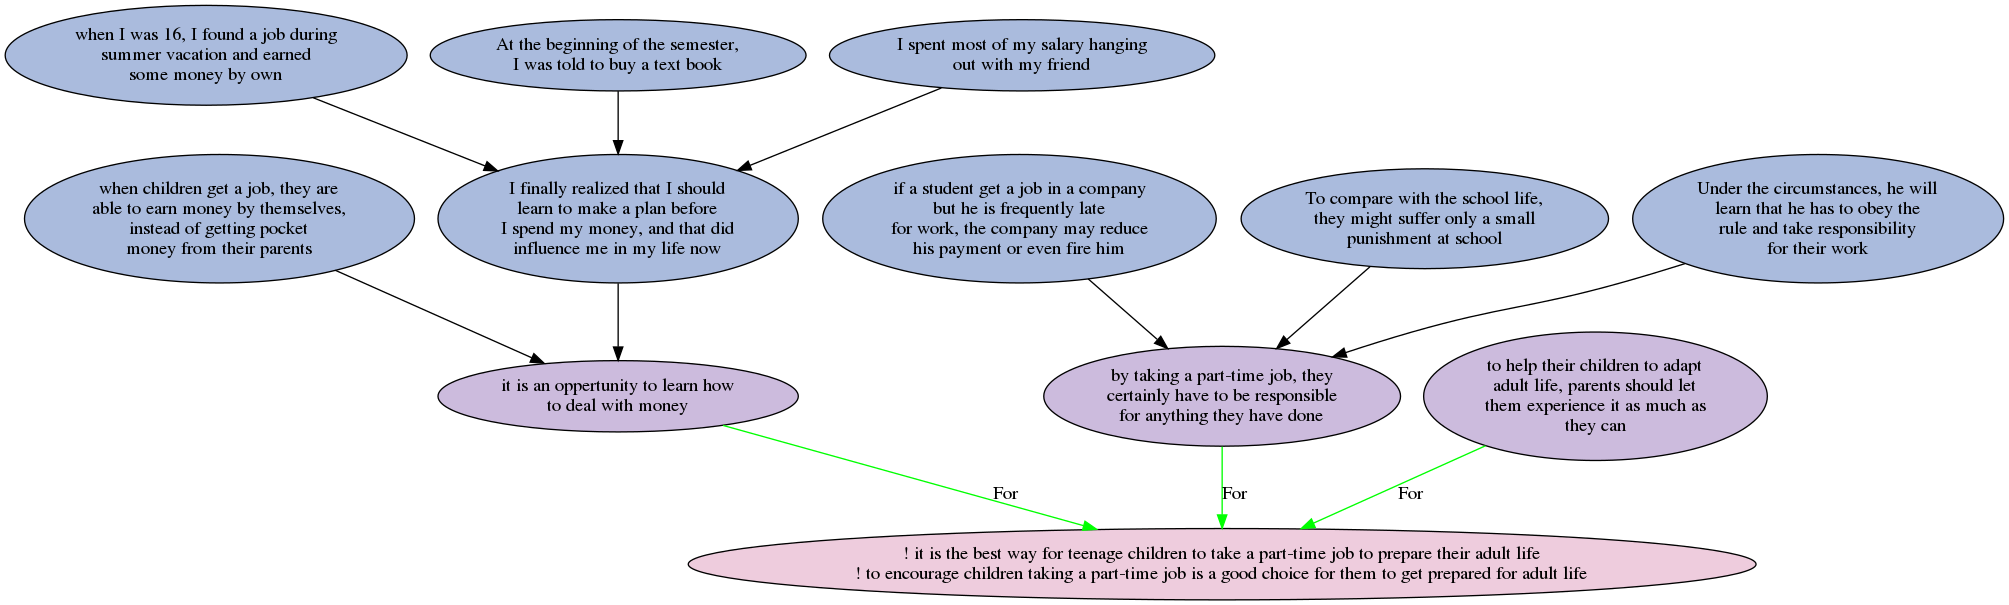 when I was 16, I found a job during
summer vacation and earned
some money by own
At the beginning of the semester,
I was told to buy a text book
I spent most of my salary hanging
out with my friend
when children get a job, they are
able to earn money by themselves,
instead of getting pocket
money from their parents
I finally realized that I should
learn to make a plan before
I spend my money, and that did
influence me in my life now
if a student get a job in a company
but he is frequently late
for work, the company may reduce
his payment or even fire him
To compare with the school life,
they might suffer only a small
punishment at school
Under the circumstances, he will
learn that he has to obey the
rule and take responsibility
for their work
it is an oppertunity to learn how
to deal with money
by taking a part-time job, they
certainly have to be responsible
for anything they have done
to help their children to adapt
adult life, parents should let
them experience it as much as
they can
For
For
For
! it is the best way for teenage children to take a part-time job to prepare their adult life
! to encourage children taking a part-time job is a good choice for them to get prepared for adult life